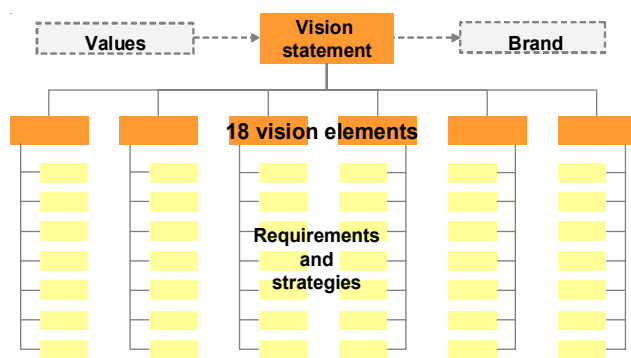 Values
Vision
statement
Brand
18 vision elements
Requirements
and
strategies